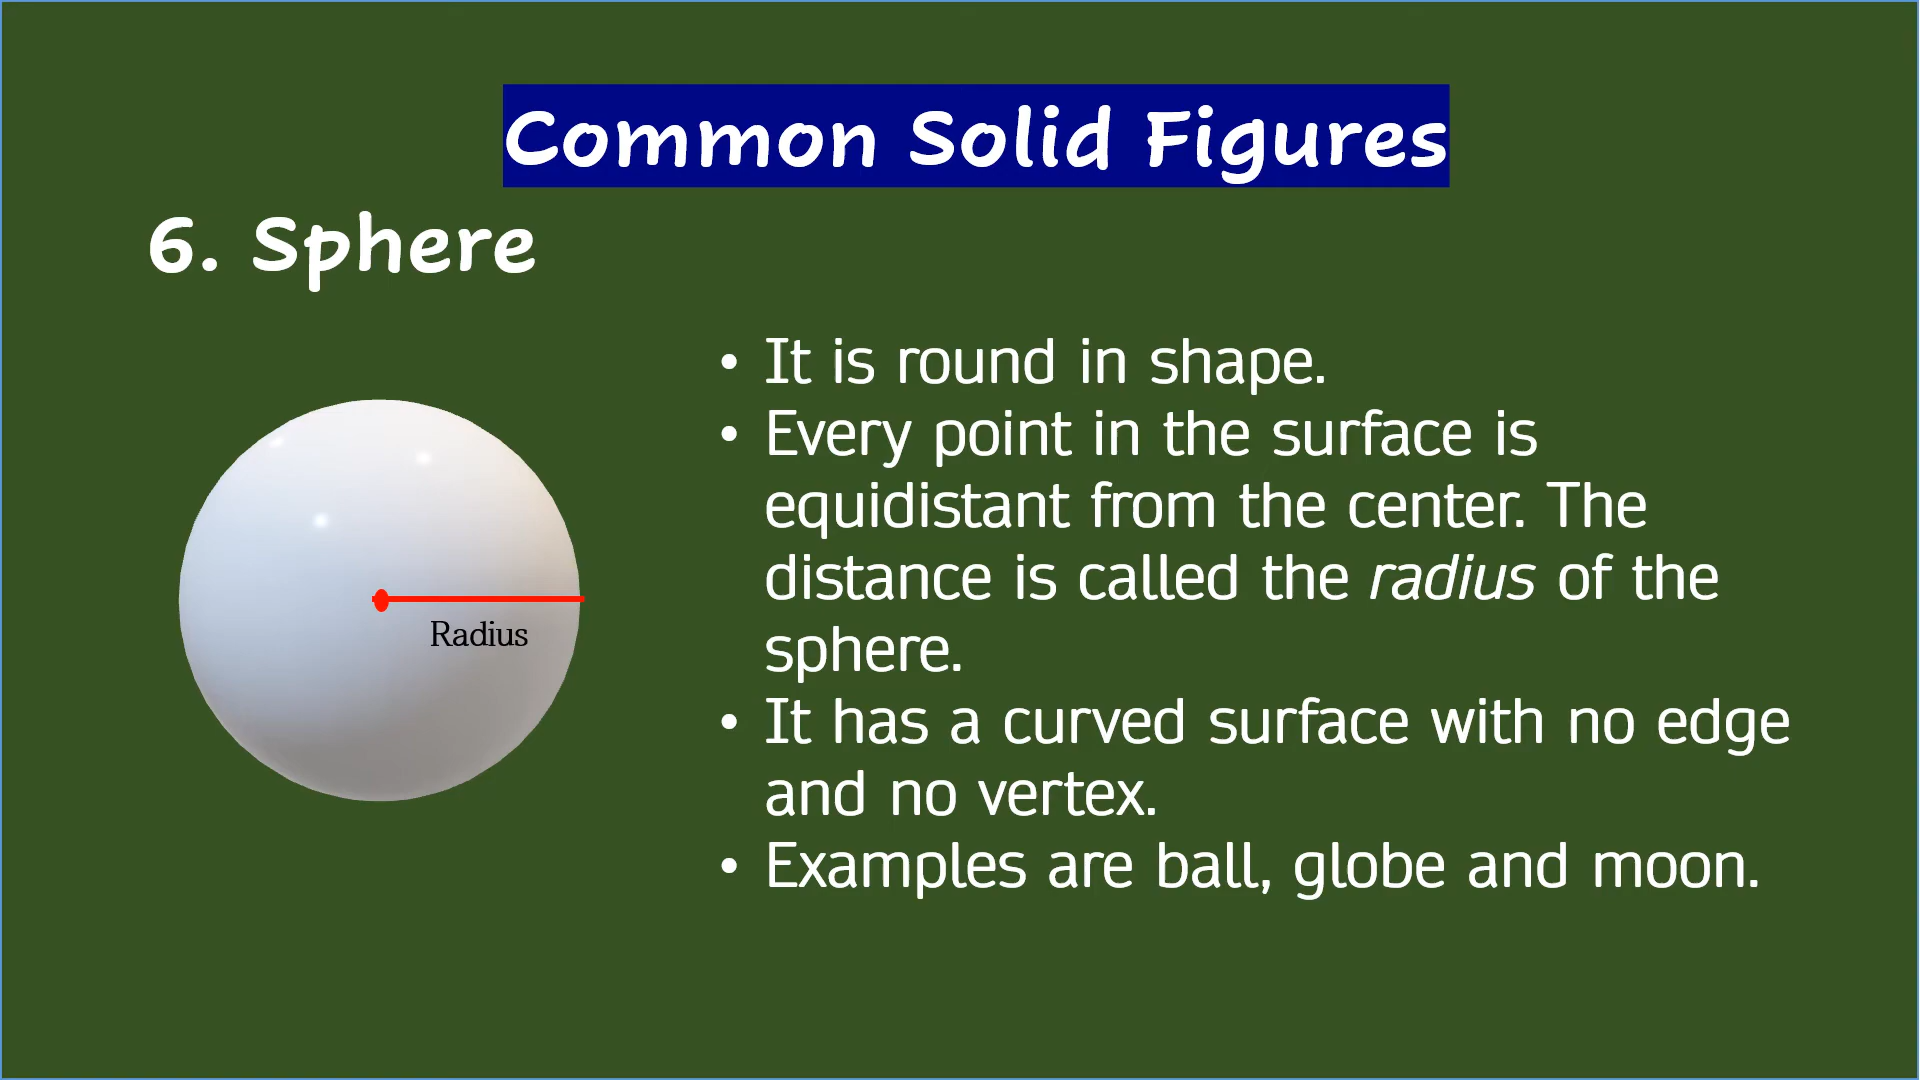 Common Solid Figures
6. Sphere
• It is round in shape.
• Every point in the surface is
equidistant from the center. The
distance is called the radius of the
sphere.
• It has a curved surface with no edge
and no vertex.
• Examples are ball, globe and moon.
Radius